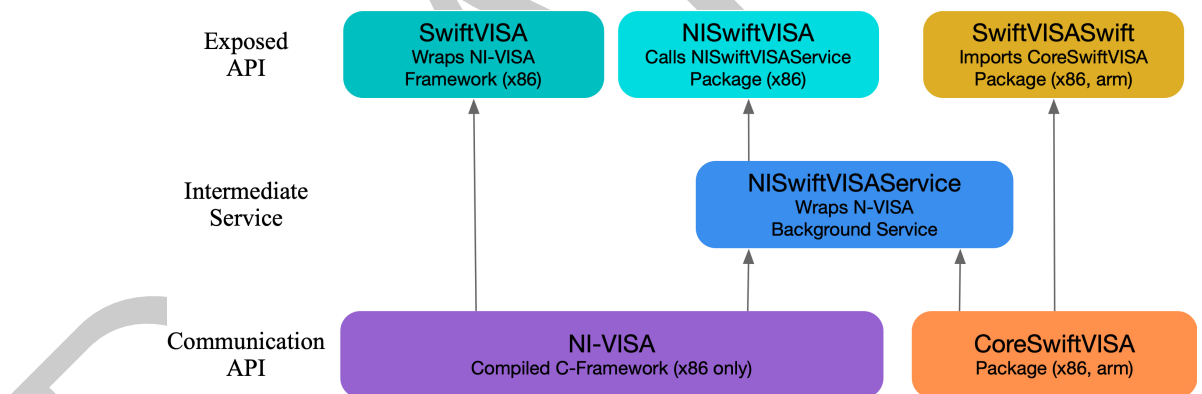 Exposed
API
SwiftVISA
Wraps NI-VISA
Framework (x86)
NISwiftVISA
Calls NISwiftVISAService
Package (x86)
SwiftVISASwift
Imports CoreSwiftVISA
Package (x86, arm)
Intermediate
Service
NISwiftVISAService
Wraps N-VISA
Background Service
Communication
API
NI-VISA
Compiled C-Framework (x86 only)
CoreSwiftVISA
Package (x86, arm)